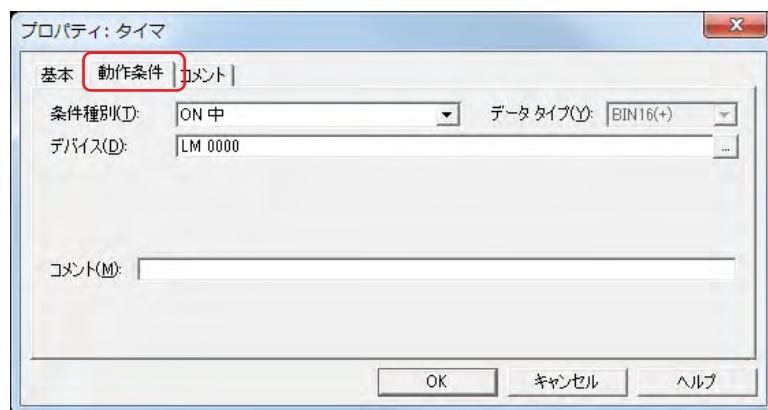 プロパティ: タイマ
基本 動作条件 コメント
条件種別(T): ON 中 データ タイプ(Y): BIN16(+)
デバイス(D): LM 0000 ...
コメント(M):
OK キャンセル ヘルプ